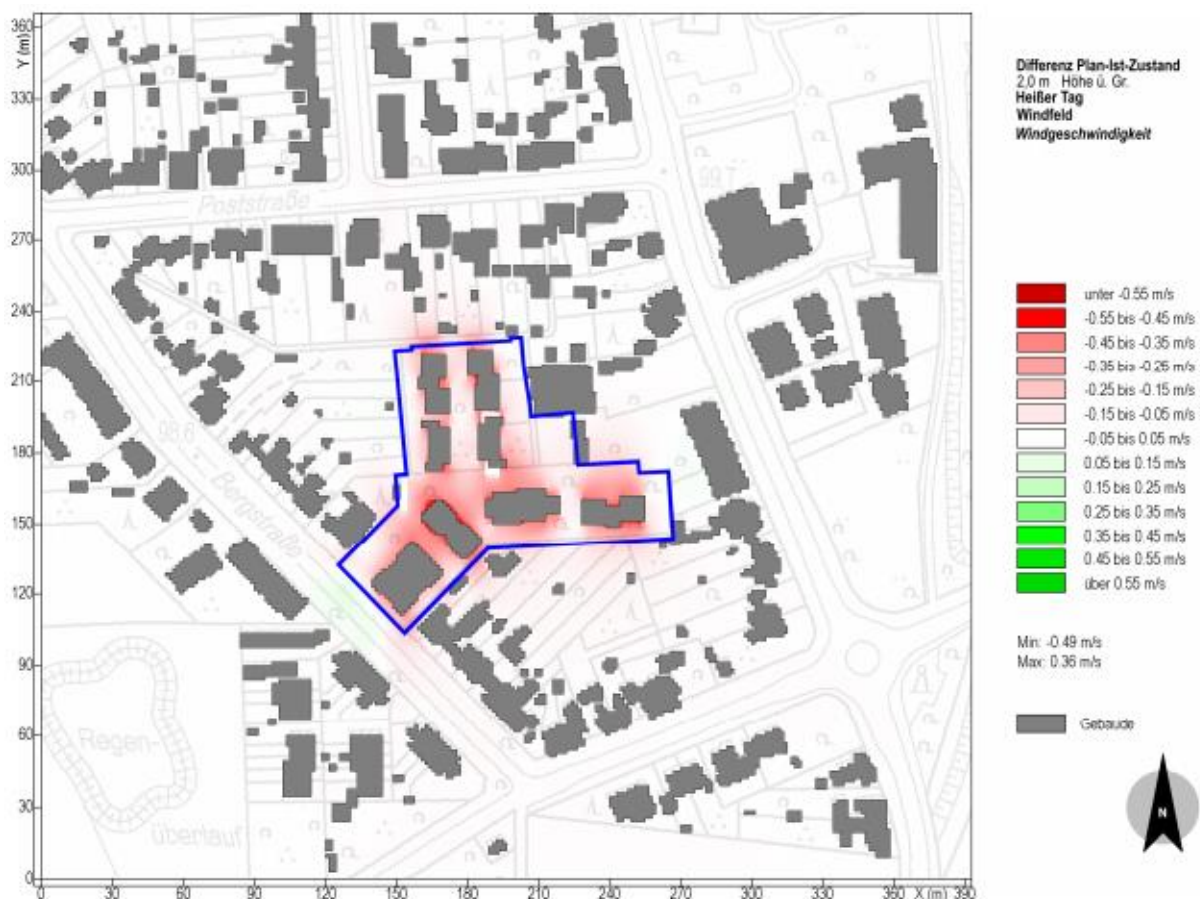 360
Y (m)
330
300
270
240
210
180
150
120
90
60
30
0
0 30 60 90 120 150 180 210 240 270 300 330 360 X (m) 390
Poststraße
99.7
98.6
Bergstraße
Regen-
überlauf
Differenz Plan-Ist-Zustand
2,0 m Höhe ü. Gr.
Heißer Tag
Windfeld
Windgeschwindigkeit
unter -0.55 m/s
-0.55 bis -0.45 m/s
-0.45 bis -0.35 m/s
-0.35 bis -0.25 m/s
-0.25 bis -0.15 m/s
-0.15 bis -0.05 m/s
-0.05 bis 0.05 m/s
0.05 bis 0.15 m/s
0.15 bis 0.25 m/s
0.25 bis 0.35 m/s
0.35 bis 0.45 m/s
0.45 bis 0.55 m/s
über 0.55 m/s
Min: -0.49 m/s
Max: 0.36 m/s
Gebäude
N